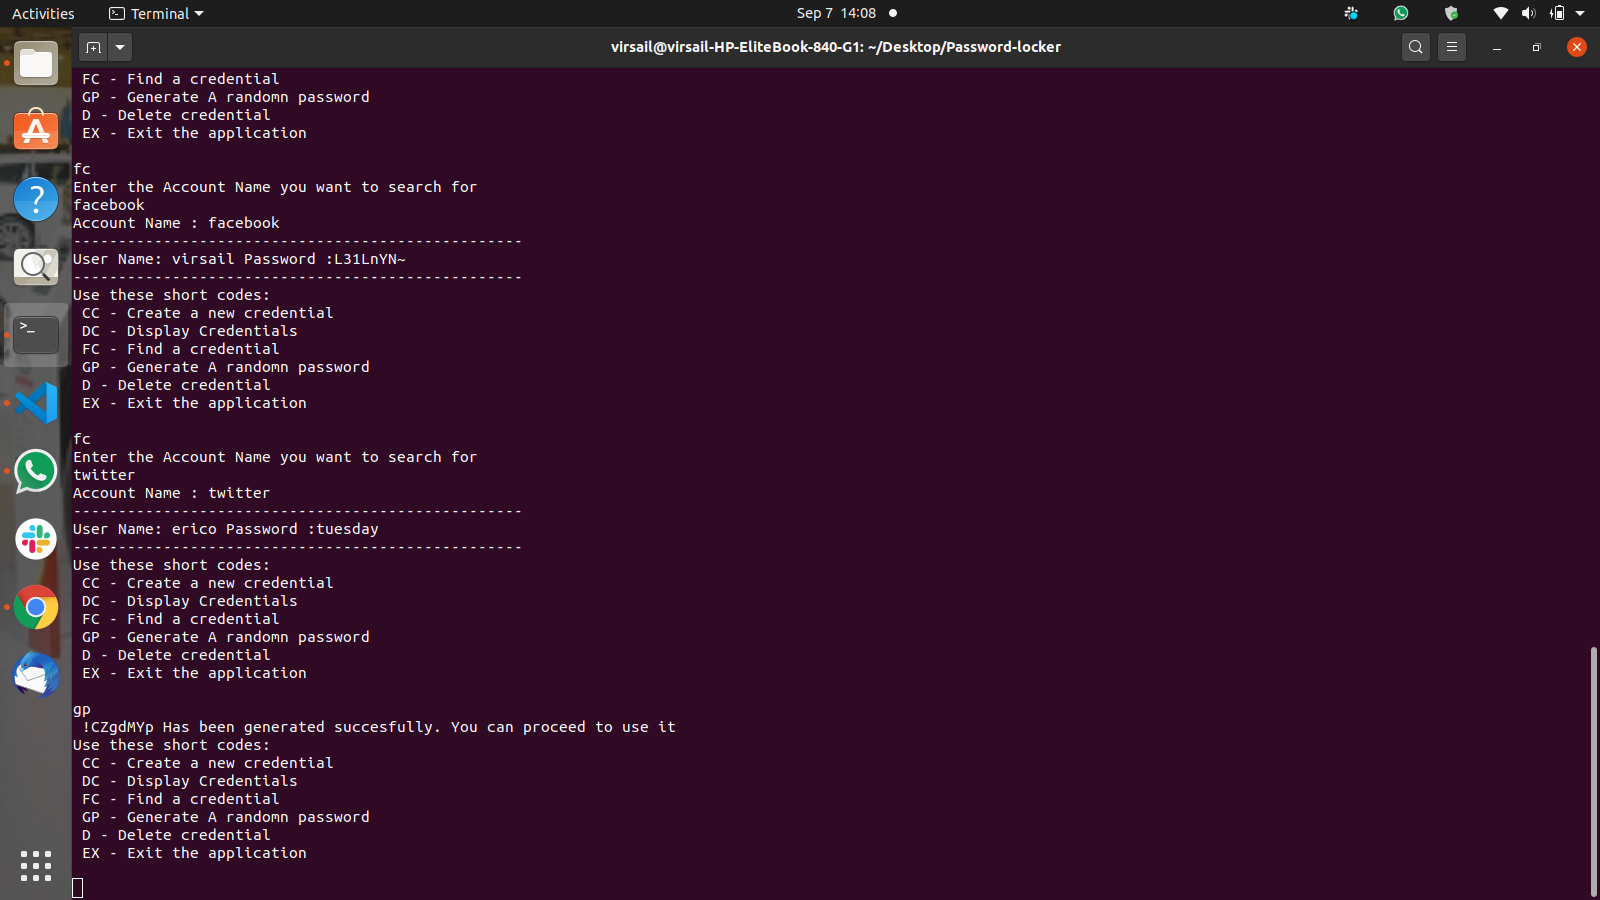 Activities
Terminal
Sep 7 14:08
virsail@virsail-HP-EliteBook-840-G1: ~/Desktop/Password-locker
FC - Find a credential
GP - Generate A randomn password
D - Delete credential
EX - Exit the application
fc
Enter the Account Name you want to search for
facebook
Account Name : facebook
--------------------------------------------------
User Name: virsail Password :L31LnYN~
--------------------------------------------------
Use these short codes:
CC - Create a new credential
DC - Display Credentials
FC - Find a credential
GP - Generate A randomn password
D - Delete credential
EX - Exit the application
fc
Enter the Account Name you want to search for
twitter
Account Name : twitter
--------------------------------------------------
User Name: erico Password :tuesday
--------------------------------------------------
Use these short codes:
CC - Create a new credential
DC - Display Credentials
FC - Find a credential
GP - Generate A randomn password
D - Delete credential
EX - Exit the application
gp
!CZgdMYp Has been generated succesfully. You can proceed to use it
Use these short codes:
CC - Create a new credential
DC - Display Credentials
FC - Find a credential
GP - Generate A randomn password
D - Delete credential
EX - Exit the application